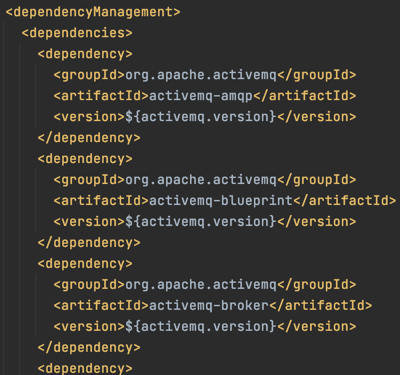 <dependencyManagement>
<dependencies>
<dependency>
<groupId>org.apache.activemq</groupId>
<artifactId>activemq-amqp</artifactId>
<version>${activemq.version}</version>
</dependency>
<dependency>
<groupId>org.apache.activemq</groupId>
<artifactId>activemq-blueprint</artifactId>
<version>${activemq.version}</version>
</dependency>
<dependency>
<groupId>org.apache.activemq</groupId>
<artifactId>activemq-broker</artifactId>
<version>${activemq.version}</version>
</dependency>
<dependency>